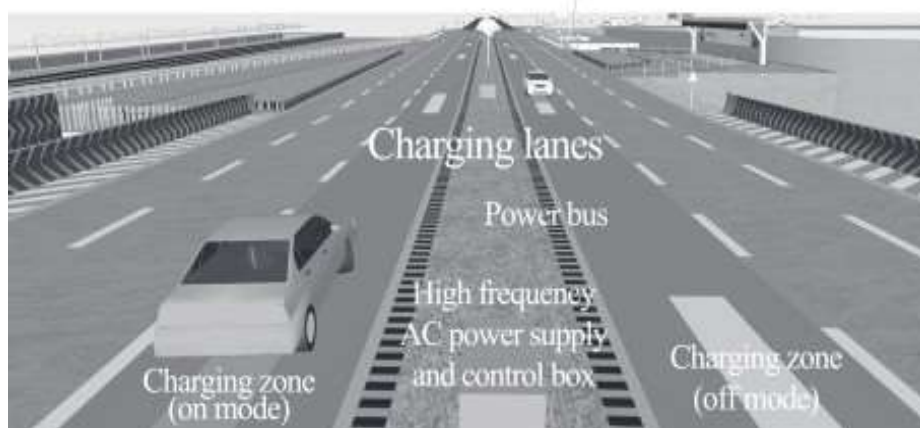 Charging lanes
Power bus
High frequency
AC power supply
and control box
Charging zone
(on mode)
Charging zone
(off mode)